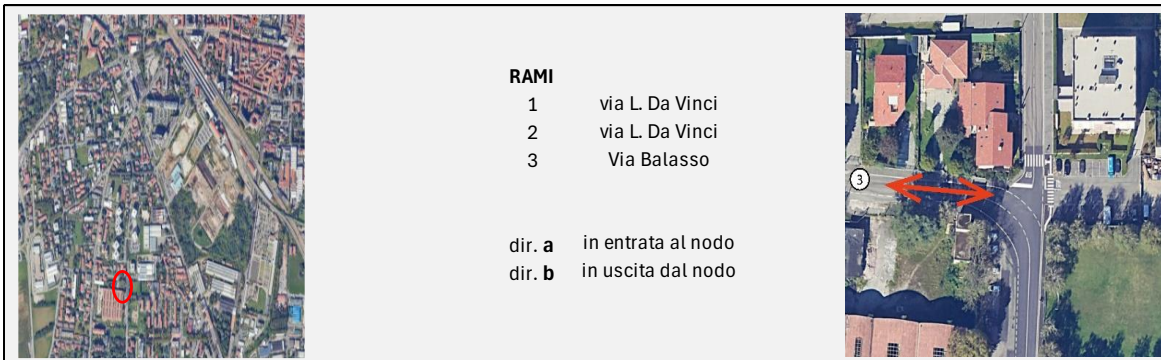 RAMI
1 via L. Da Vinci
2 via L. Da Vinci
3 Via Balasso
dir. a in entrata al nodo
dir. b in uscita dal nodo
3